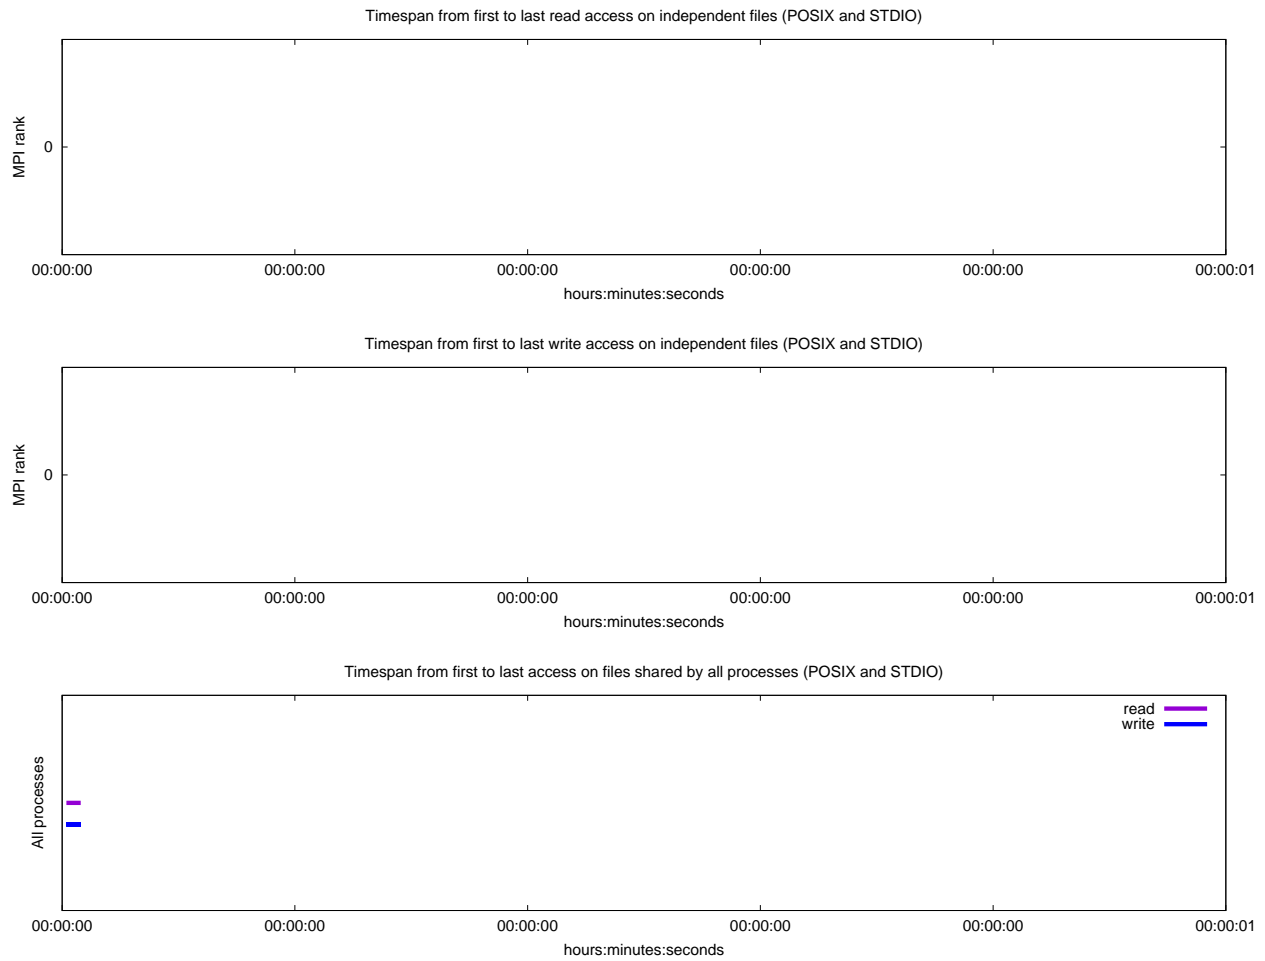 Timespan from first to last read access on independent files (POSIX and STDIO)
MPI rank
0
00:00:00 00:00:00 00:00:00 00:00:00 00:00:00 00:00:01
hours:minutes:seconds
Timespan from first to last write access on independent files (POSIX and STDIO)
MPI rank
0
00:00:00 00:00:00 00:00:00 00:00:00 00:00:00 00:00:01
hours:minutes:seconds
Timespan from first to last access on files shared by all processes (POSIX and STDIO)
read
write
All processes
00:00:00 00:00:00 00:00:00 00:00:00 00:00:00 00:00:01
hours:minutes:seconds